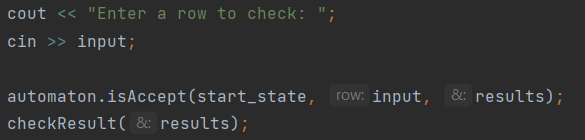 cout << "Enter a row to check: ";
cin >> input;
automaton.isAccept(start_state, row: input, &: results);
checkResult( &: results);